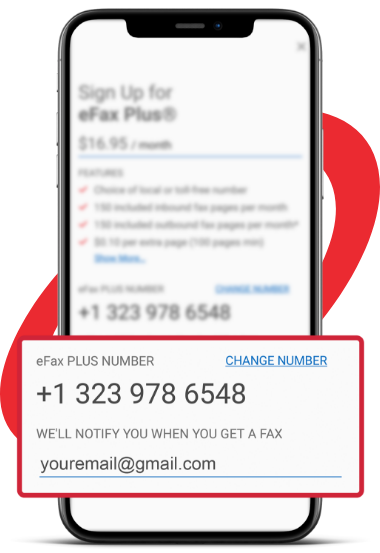 Sign Up for
eFax Plus®
$16.95 / month
FEATURES
Choice of local or toll-free number
150 included inbound fax pages per month
150 included outbound fax pages per month*
$0.10 per extra page (100 pages min)
Show More...
eFax PLUS NUMBER CHANGE NUMBER
+1 323 978 6548
eFax PLUS NUMBER CHANGE NUMBER
+1 323 978 6548
WE'LL NOTIFY YOU WHEN YOU GET A FAX
youremail@gmail.com